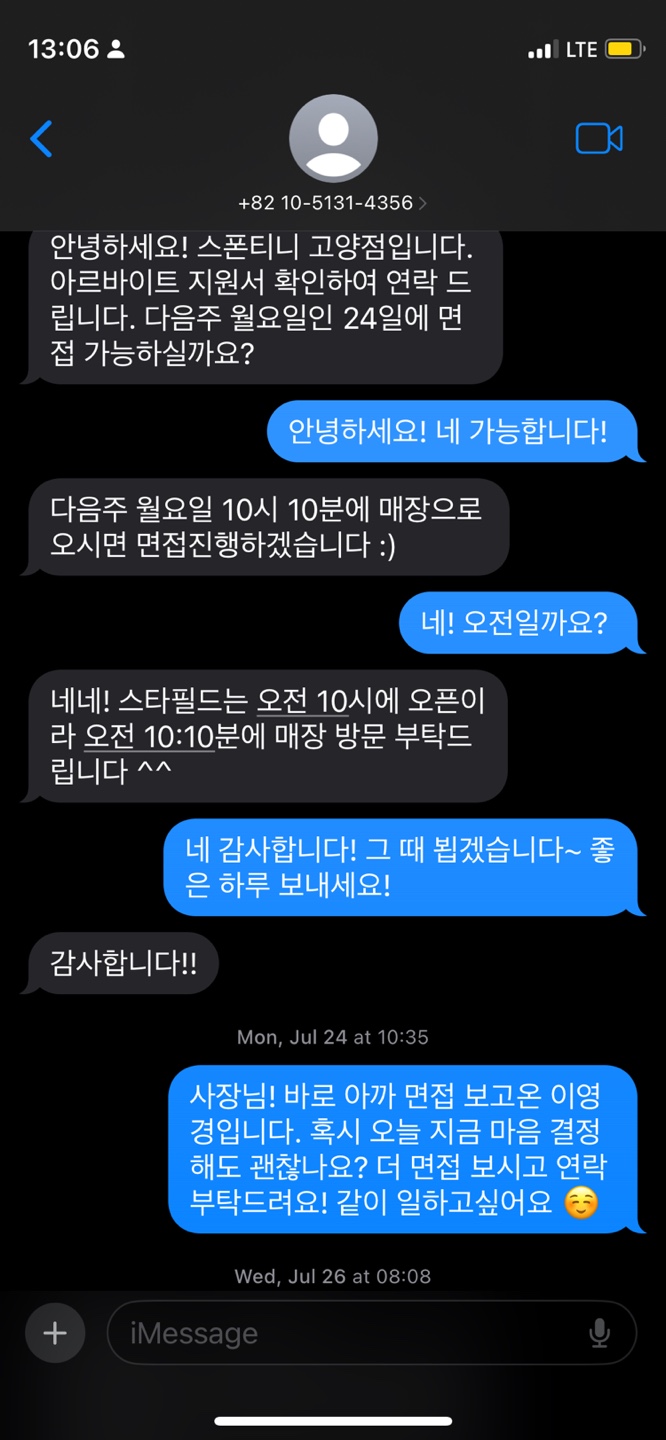 13:06
LTE
+82 10-5131-4356
안녕하세요! 스폰티니 고양점입니다.
아르바이트 지원서 확인하여 연락 드
립니다. 다음주 월요일인 24일에 면
접 가능하실까요?
안녕하세요! 네 가능합니다!
다음주 월요일 10시 10분에 매장으로
오시면 면접진행하겠습니다 :)
네! 오전일까요?
네네! 스타필드는 오전 10시에 오픈이
라 오전 10:10분에 매장 방문 부탁드
립니다 ^^
네 감사합니다! 그 때 뵙겠습니다~ 좋
은 하루 보내세요!
감사합니다!!
Mon, Jul 24 at 10:35
사장님! 바로 아까 면접 보고온 이영
경입니다. 혹시 오늘 지금 마음 결정
해도 괜찮나요? 더 면접 보시고 연락
부탁드려요! 같이 일하고싶어요 ☺️
Wed, Jul 26 at 08:08
iMessage